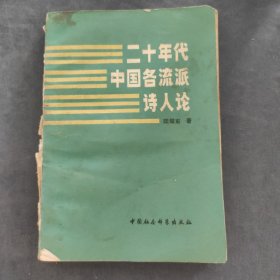 二十年代
中国各流派
诗人论
陆耀东 著
中国社会科学出版社